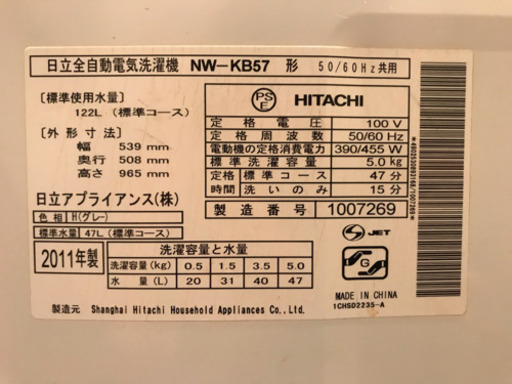 日立全自動電気洗濯機 NW-KB57 形 50/60Hz共用
〔標準使用水量〕
122L（標準コース）
〔外形寸法〕
幅 539 mm
奥行 508 mm
高さ 965 mm
日立アプライアンス(株)
色相 H(グレー)
標準水量 47L（標準コース）
PSE HITACHI
定格電圧 100 V
定格周波数 50/60 Hz
電動機の定格消費電力 390/455 W
標準洗濯容量 5.0kg
定格 標準コース 47分
時間 洗いのみ 15分
製造番号 1007269
2011年製
洗濯容量と水量
洗濯容量(kg) 0.5 1.5 3.5 5.0
水量(L) 20 31 40 47
JET
G
MADE IN CHINA
1CHSD2235-A
製造元 Shanghai Hitachi Household Appliances Co.,Ltd.